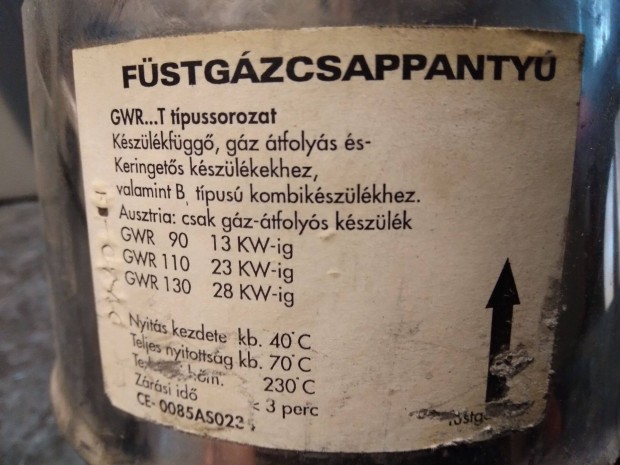 FÜSTGÁZCSAPPANTYÚ
GWR...T típussorozat
Készülékfüggő, gáz átfolyás és-
Keringetős készülékekhez,
valamint B, típusú kombikészülékhez.
Ausztria: csak gáz-átfolyós készülék
GWR 90 13 KW-ig
GWR 110 23 KW-ig
GWR 130 28 KW-ig
Nyitás kezdete kb. 40°C
Teljes nyitottság kb. 70°C
230°C
Zárási idő < 3 perc